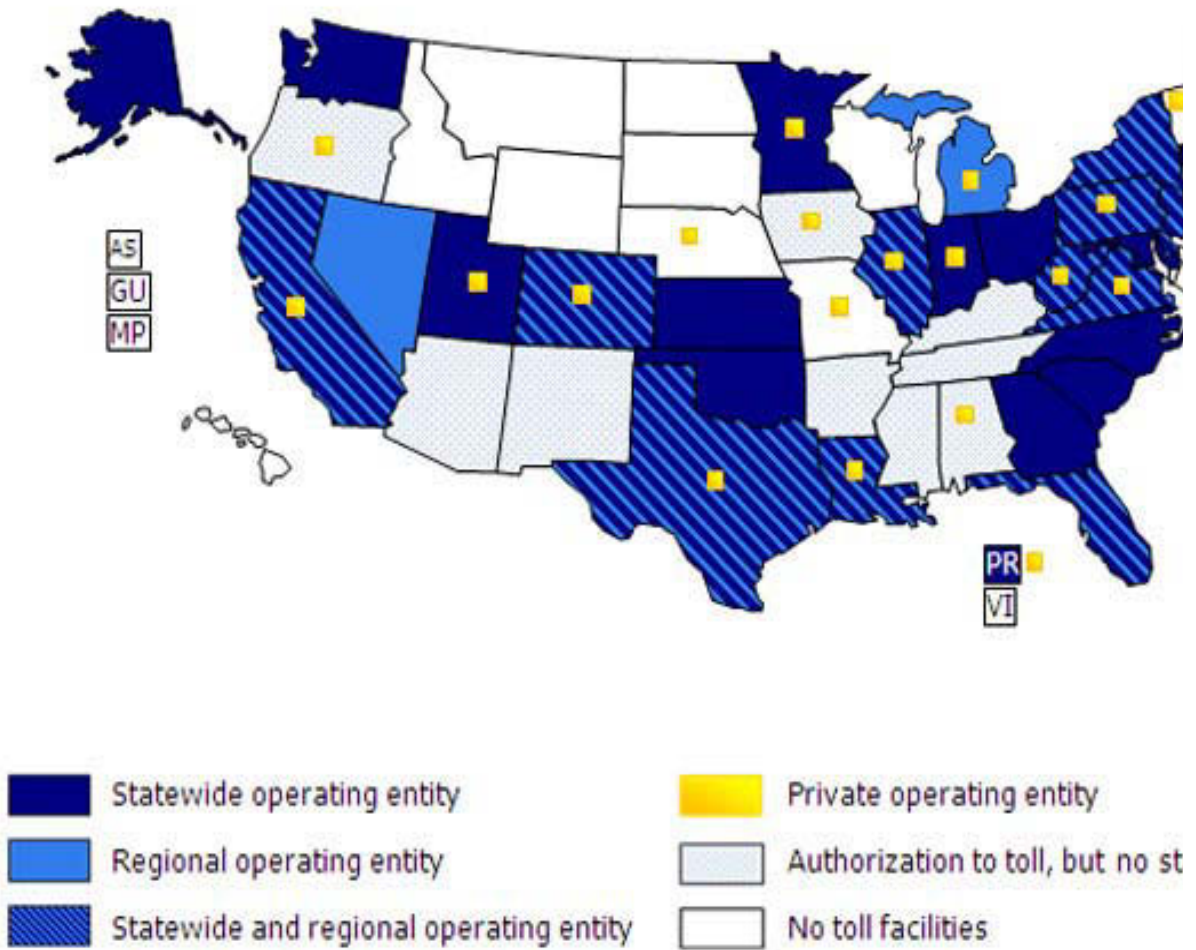 AS
GU
MP
PR
VI
Statewide operating entity
Private operating entity
Regional operating entity
Authorization to toll, but no st
Statewide and regional operating entity
No toll facilities